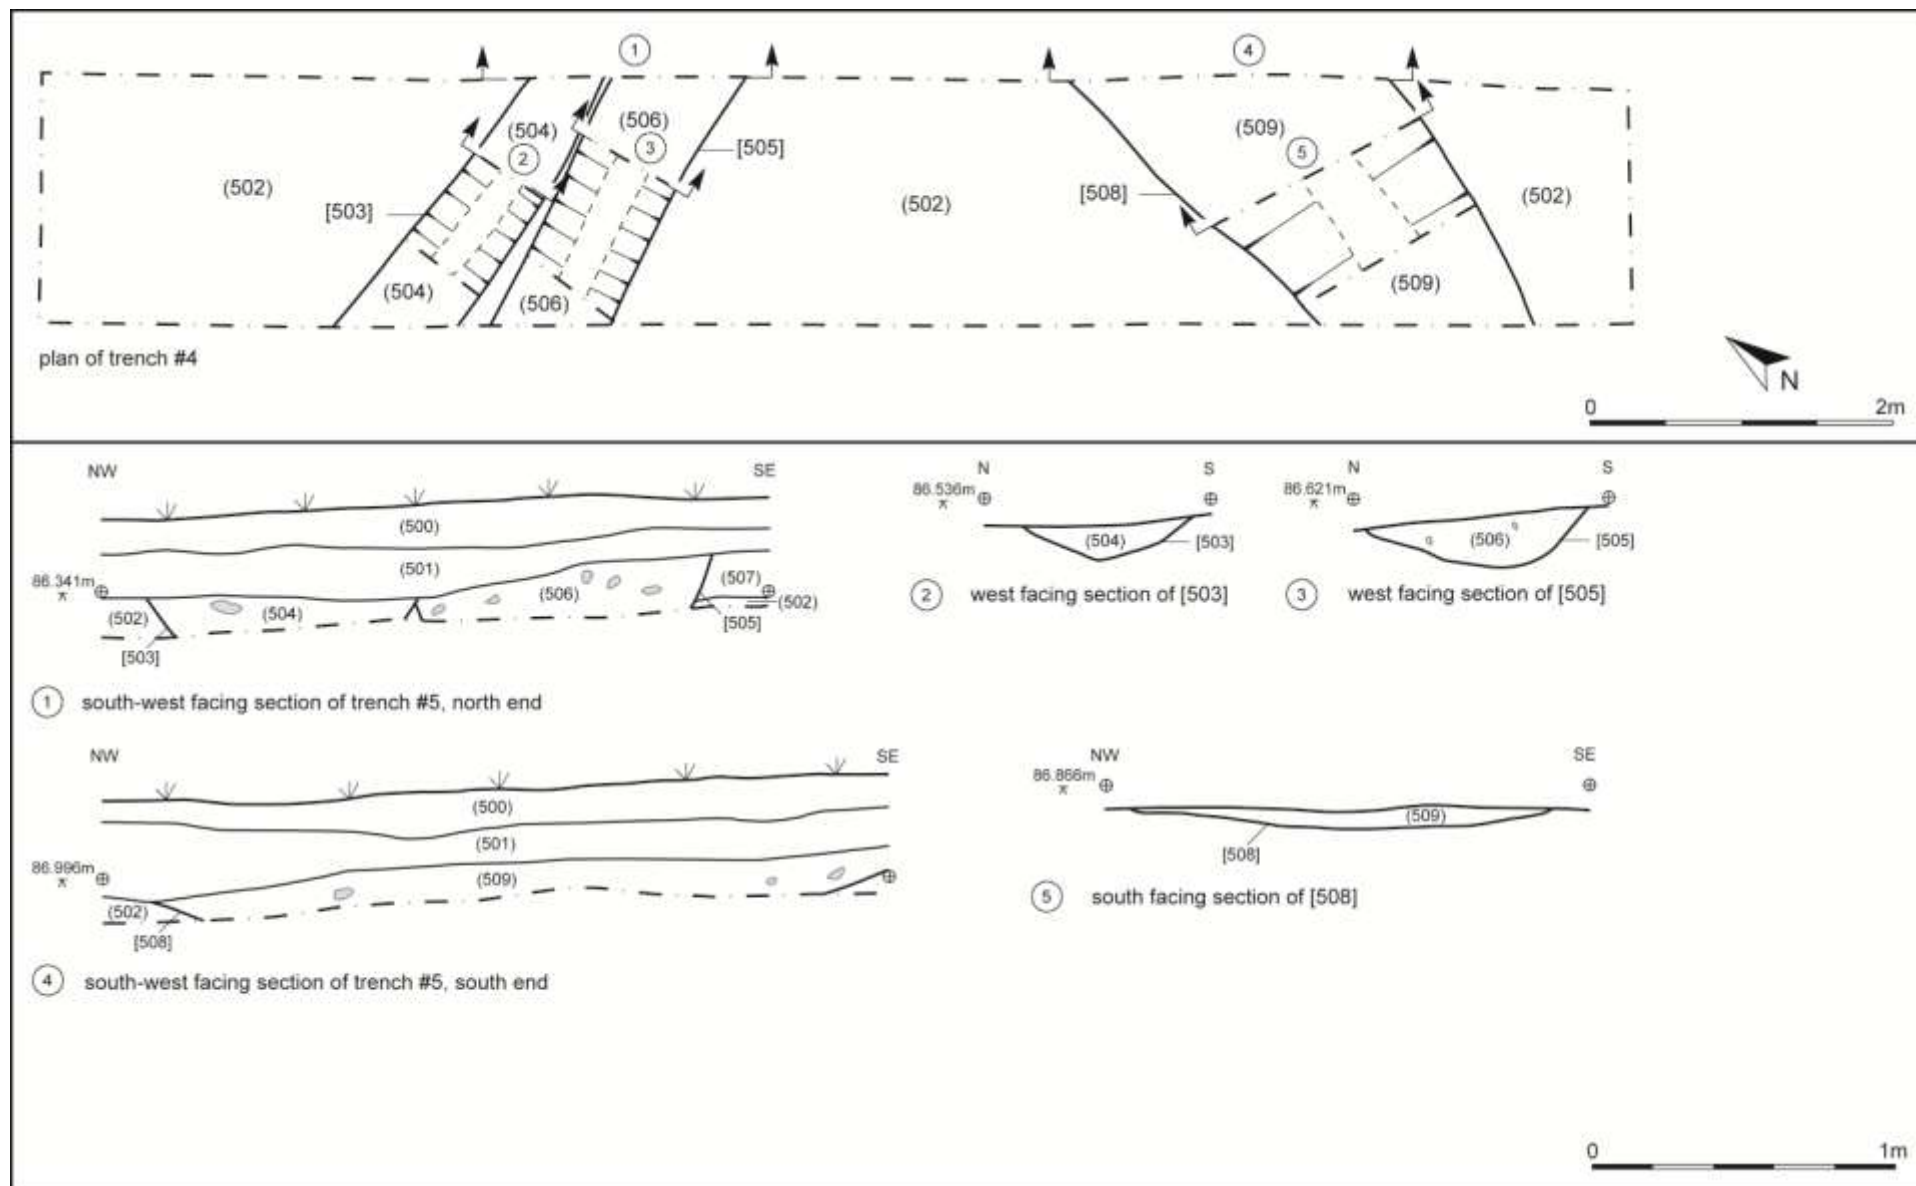 1
4
(504)
(506)
(509)
2
3
[505]
5
(502)
[503]
(502)
[508]
(502)
(504)
(506)
(509)
plan of trench #4
N
0 2m
NW SE
(500)
(501)
86.341m
(507)
(506)
(502)
(504)
(502)
[505]
[503]
1 south-west facing section of trench #5, north end
N S
86.536m
(504)
[503]
2 west facing section of [503]
N S
86.621m
(506)
[505]
3 west facing section of [505]
NW SE
(500)
(501)
86.996m
(509)
(502)
[508]
4 south-west facing section of trench #5, south end
NW SE
86.866m
(509)
[508]
5 south facing section of [508]
0 1m